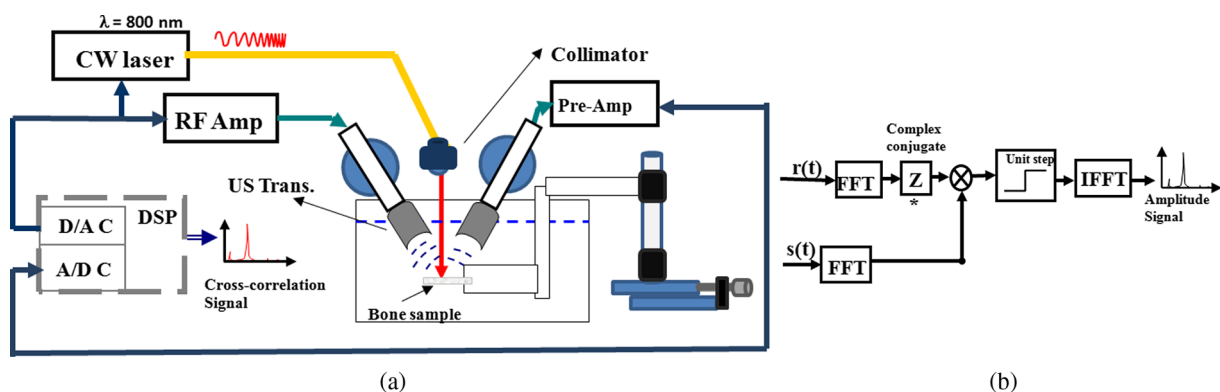 λ = 800 nm
CW laser
Collimator
RF Amp
Pre-Amp
US Trans.
DSP
D/A C
A/D C
Cross-correlation
Signal
Bone sample
(a)
Complex
conjugate
r(t)
FFT
Z
*
Unit step
IFFT
Amplitude
Signal
s(t)
FFT
(b)